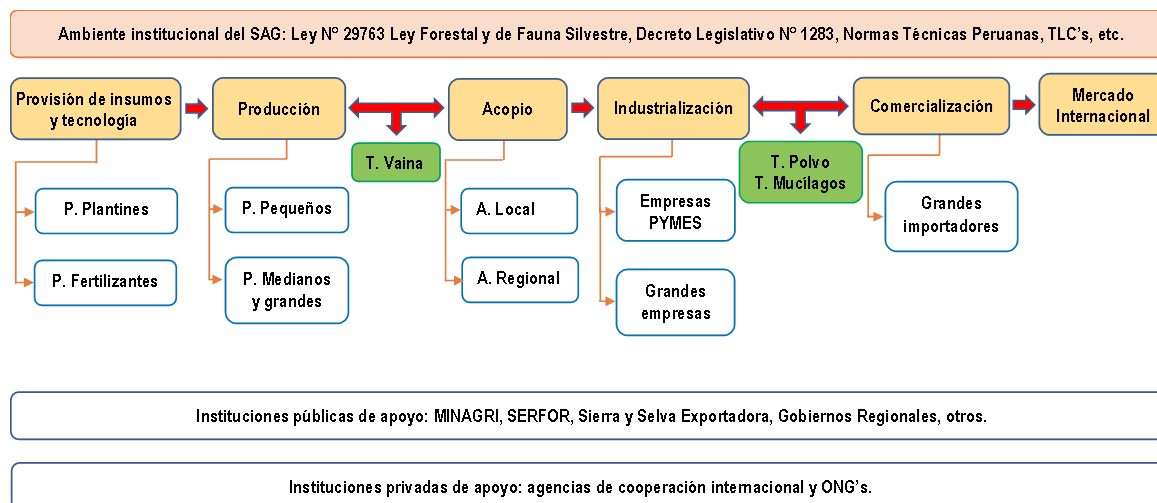 Ambiente institucional del SAG: Ley N° 29763 Ley Forestal y de Fauna Silvestre, Decreto Legislativo N° 1283, Normas Técnicas Peruanas, TLC's, etc.
Provisión de insumos
y tecnología
Producción
Acopio
Industrialización
Comercialización
Mercado
Internacional
T. Vaina
T. Polvo
T. Mucílagos
P. Plantines
P. Fertilizantes
P. Pequeños
P. Medianos
y grandes
A. Local
A. Regional
Empresas
PYMES
Grandes
empresas
Grandes
importadores
Instituciones públicas de apoyo: MINAGRI, SERFOR, Sierra y Selva Exportadora, Gobiernos Regionales, otros.
Instituciones privadas de apoyo: agencias de cooperación internacional y ONG's.